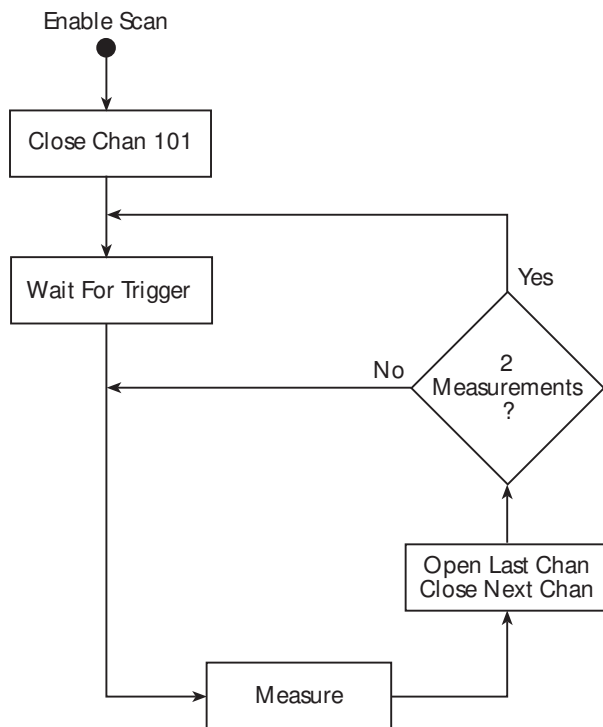 Enable Scan
Close Chan 101
Wait For Trigger
Yes
No
2
Measurements
?
Open Last Chan
Close Next Chan
Measure